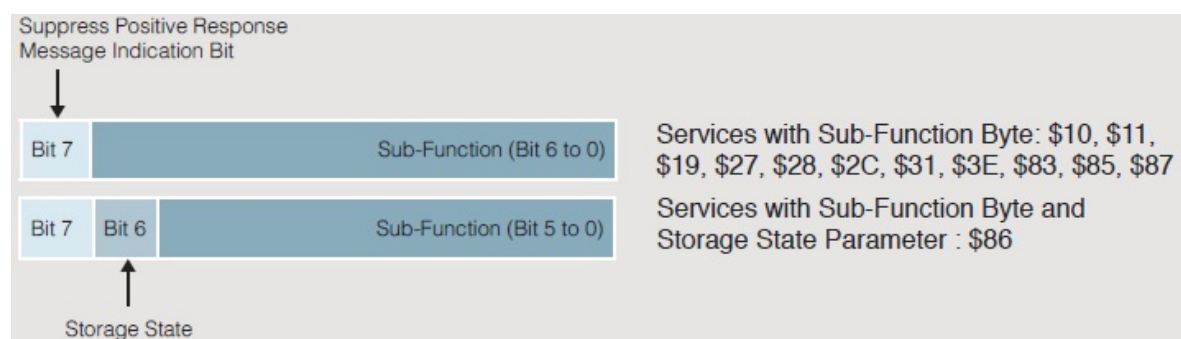 Suppress Positive Response
Message Indication Bit
Bit 7
Sub-Function (Bit 6 to 0)
Services with Sub-Function Byte: $10, $11,
$19, $27, $28, $2C, $31, $3E, $83, $85, $87
Bit 7
Bit 6
Sub-Function (Bit 5 to 0)
Services with Sub-Function Byte and
Storage State Parameter : $86
Storage State